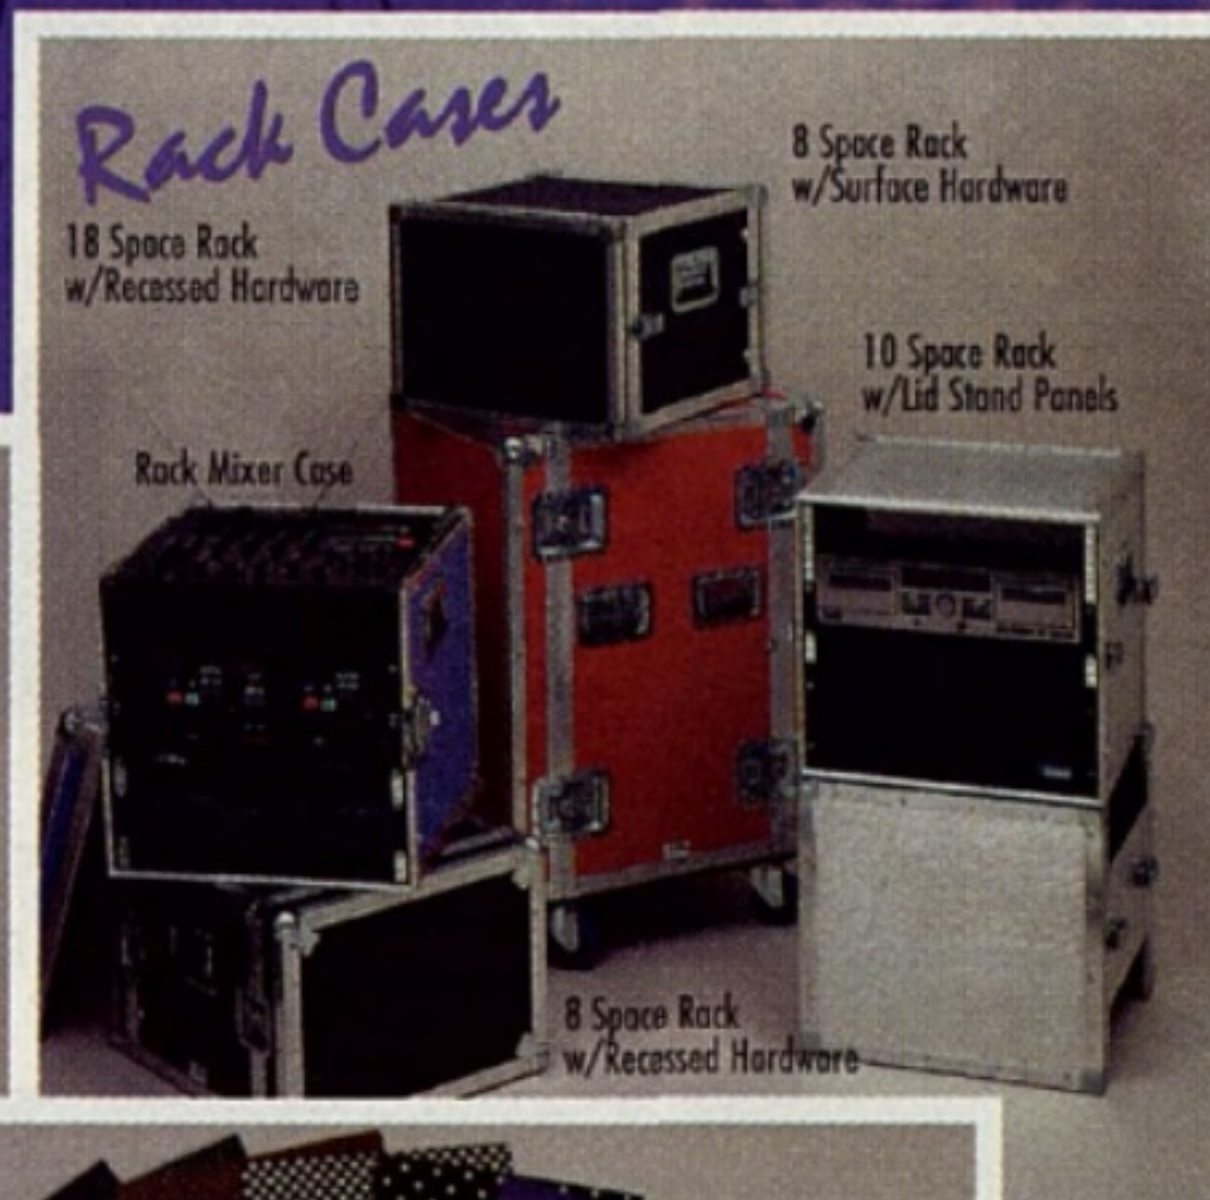 Rack Cases
18 Space Rack
w/Recessed Hardware
8 Space Rack
w/Surface Hardware
10 Space Rack
w/Lid Stand Panels
Rack Mixer Case
8 Space Rack
w/Recessed Hardware